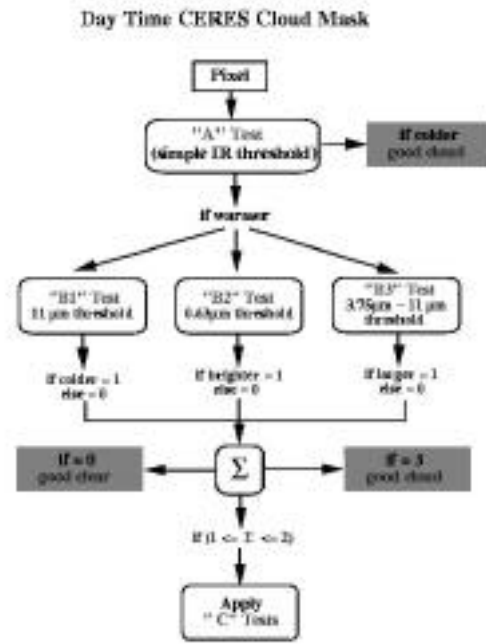 Day Time CERES Cloud Mask
Pixel
"A" Test
(simple IR threshold)
if colder
good cloud
if warmer
"B1" Test
11 μm threshold
"B2" Test
0.63μm threshold
"B3" Test
3.75μm – 11 μm
threshold
if colder = 1
else = 0
if brighter = 1
else = 0
if larger = 1
else = 0
if = 0
good clear
Σ
if = 3
good cloud
if (1 <= Σ <= 2)
Apply
"C" Tests